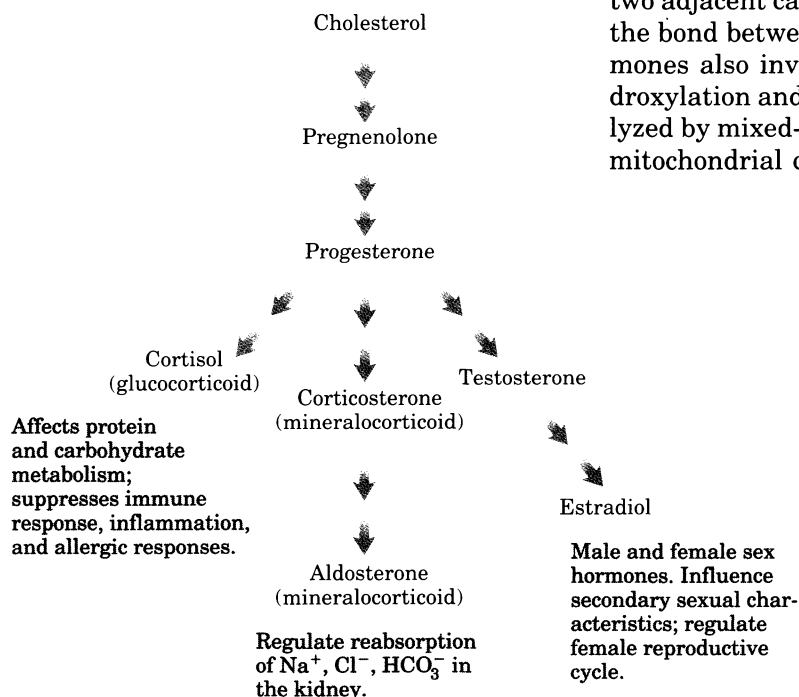 two adjacent ca
the bond betwe
mones also inv
droxylation and
lyzed by mixed-
mitochondrial c
Cholesterol
Pregnenolone
Progesterone
Cortisol
(glucocorticoid)
Affects protein
and carbohydrate
metabolism;
suppresses immune
response, inflammation,
and allergic responses.
Corticosterone
(mineralocorticoid)
Aldosterone
(mineralocorticoid)
Regulate reabsorption
of Na⁺, Cl⁻, HCO₃⁻ in
the kidney.
Testosterone
Estradiol
Male and female sex
hormones. Influence
secondary sexual char-
acteristics; regulate
female reproductive
cycle.